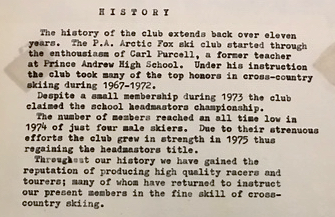 HISTORY
The history of the club extends back over eleven
years. The P.A. Arctic Fox ski club started through
the enthusiasm of Carl Purcell, a former teacher
at Prince Andrew High School. Under his instruction
the club took many of the top honors in cross-country
skiing during 1967-1972.
Despite a small membership during 1973 the club
claimed the school headmasters championship.
The number of members reached an all time low in
1974 of just four male skiers. Due to their strenuous
efforts the club grew in strength in 1975 thus
regaining the headmasters title.
Throughout our history we have gained the
reputation of producing high quality racers and
tourers; many of whom have returned to instruct
our present members in the fine skill of cross-
country skiing.